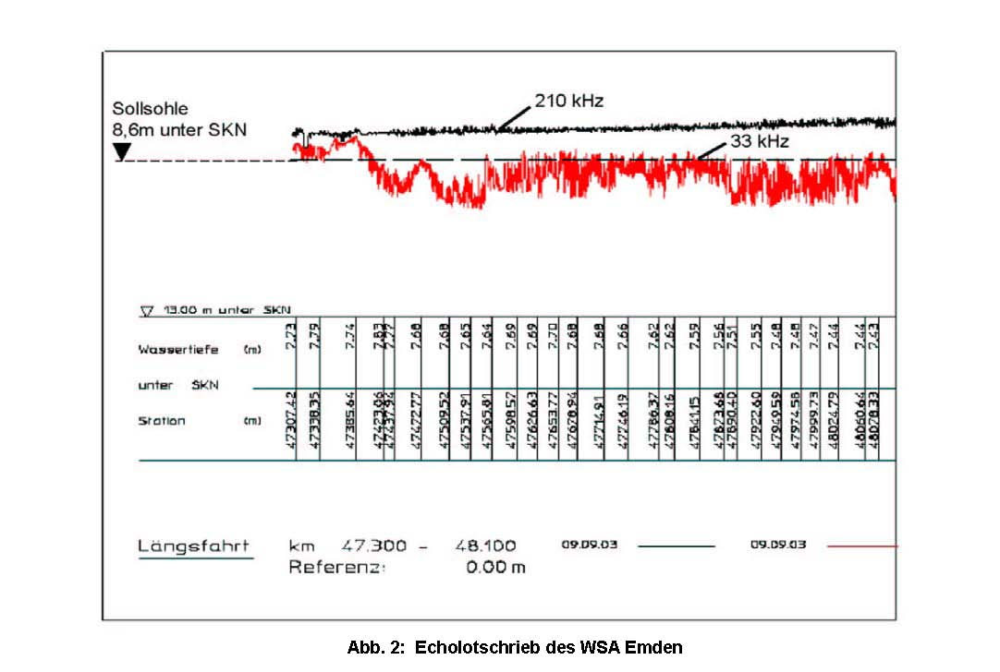 Sollsohle
8,6m unter SKN
210 kHz
33 kHz
13.00 m unter SKN
Wassertiefe (m) 7.73 7.79 7.74 7.83 7.77 7.68 7.68 7.65 7.64 7.69 7.69 7.70 7.68 7.68 7.66 7.62 7.62 7.59 7.56 7.51 7.55 7.48 7.48 7.47 7.44 7.44 7.43
unter SKN
Station (m) 47307.42 47338.35 47385.64 47472.77 47509.52 47537.91 47565.81 47598.57 47626.63 47653.77 47678.94 47714.91 47746.19 47786.37 47808.16 47841.15 47873.68 47890.40 47922.60 47949.59 47974.58 47999.73 48024.79 48060.64 48078.33
Längsfahrt km 47.300 - 48.100 09.09.03 09.09.03
Referenz: 0.00 m
Abb. 2: Echolotschrieb des WSA Emden